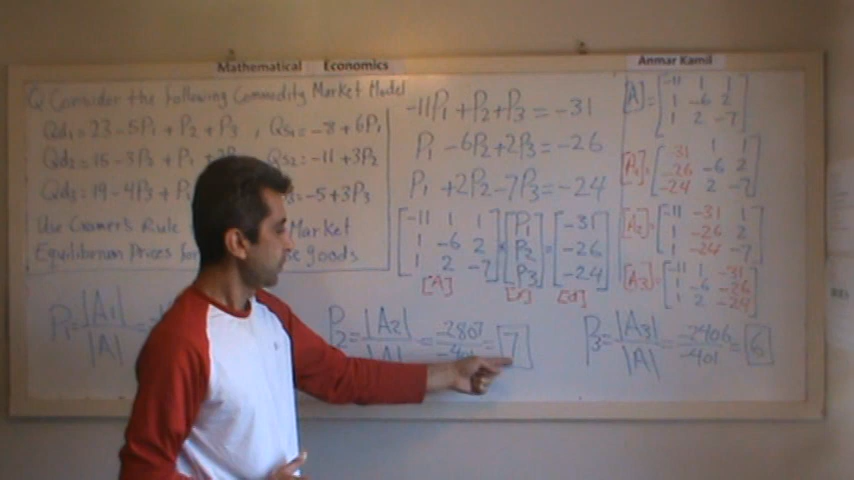 Mathematical Economics
Anmar Kamil
Q Consider the following Commodity Market Model
Qd1 = 23 - 5P1 + P2 + P3 , Qs1 = -8 + 6P1
Qd2 = 15 - 3P2 + P1 + 2P Qs2 = -11 + 3P2
Qd3 = 19 - 4P3 + P1 s3 = -5 + 3P3
Use Cramer's Rule Market
Equilibrium Prices for goods
-11P1 + P2 + P3 = -31
P1 - 6P2 + 2P3 = -26
P1 + 2P2 - 7P3 = -24
[-11 1 1] [P1] = [-31]
[1 -6 2] [P2] [-26]
[1 2 -7] [P3] [-24]
[A] [d]
[A] = [-11 1 1]
[1 -6 2]
[1 2 -7]
[A1] = [-31 1 1]
[-26 -6 2]
[-24 2 -7]
[A2] = [-11 -31 1]
[1 -26 2]
[1 -24 -7]
[A3] = [-11 1 -31]
[1 -6 -26]
[1 2 -24]
P1 = |A1| / |A| =
P2 = |A2| / |A| = -2807 / -401 = 7
P3 = |A3| / |A| = -2406 / -401 = 6